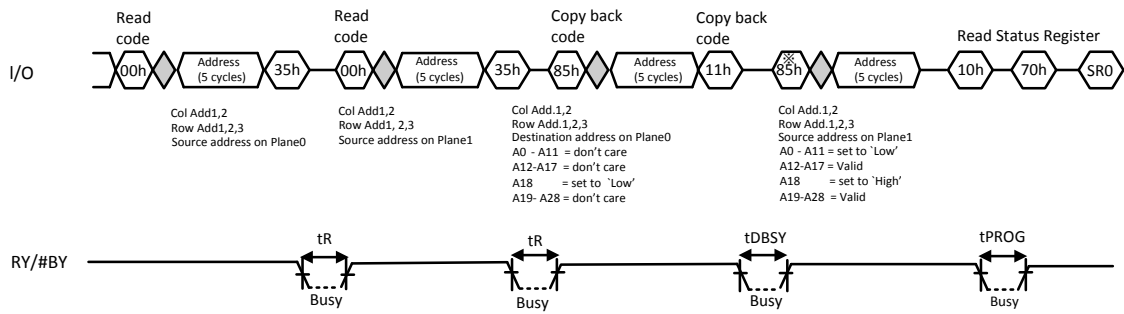 Read code
Read code
Copy back code
Copy back code
Read Status Register
I/O
00h
Address (5 cycles)
35h
00h
Address (5 cycles)
35h
85h
Address (5 cycles)
11h
※
85h
Address (5 cycles)
10h
70h
SR0
Col Add1,2
Row Add1,2,3
Source address on Plane0
Col Add1,2
Row Add1, 2,3
Source address on Plane1
Col Add.1,2
Row Add.1,2,3
Destination address on Plane0
A0 - A11 = don't care
A12-A17 = don't care
A18 = set to `Low'
A19- A28 = don't care
Col Add.1,2
Row Add.1,2,3
Source address on Plane1
A0 - A11 = set to `Low'
A12-A17 = Valid
A18 = set to `High'
A19-A28 = Valid
RY/#BY
tR
Busy
tR
Busy
tDBSY
Busy
tPROG
Busy